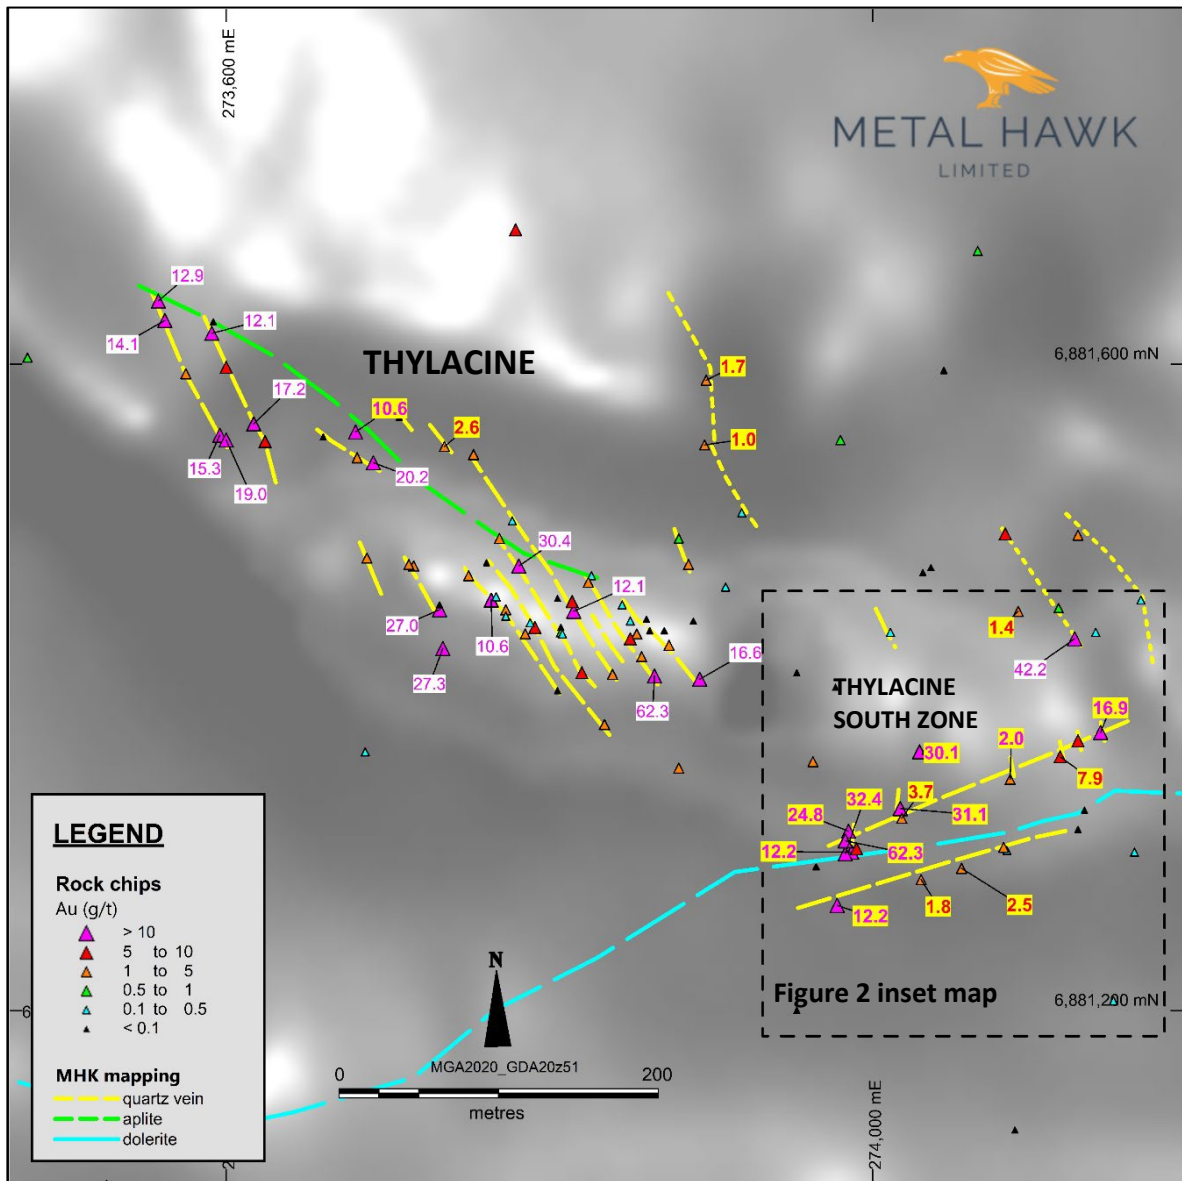 273,600 mE
274,000 mE
METAL HAWK
LIMITED
12.9
14.1
12.1
THYLACINE
6,881,600 mN
1.7
17.2
10.6
2.6
1.0
15.3
20.2
19.0
30.4
12.1
27.0
10.6
1.4
27.3
16.6
42.2
62.3
THYLACINE
SOUTH ZONE
16.9
30.1
2.0
7.9
3.7
32.4
24.8
31.1
12.2
62.3
1.8
2.5
12.2
Figure 2 inset map
6,881,200 mN
6
LEGEND
Rock chips
Au (g/t)
> 10
5 to 10
1 to 5
0.5 to 1
0.1 to 0.5
< 0.1
MHK mapping
quartz vein
aplite
dolerite
N
MGA2020_GDA20z51
0 200
metres
2